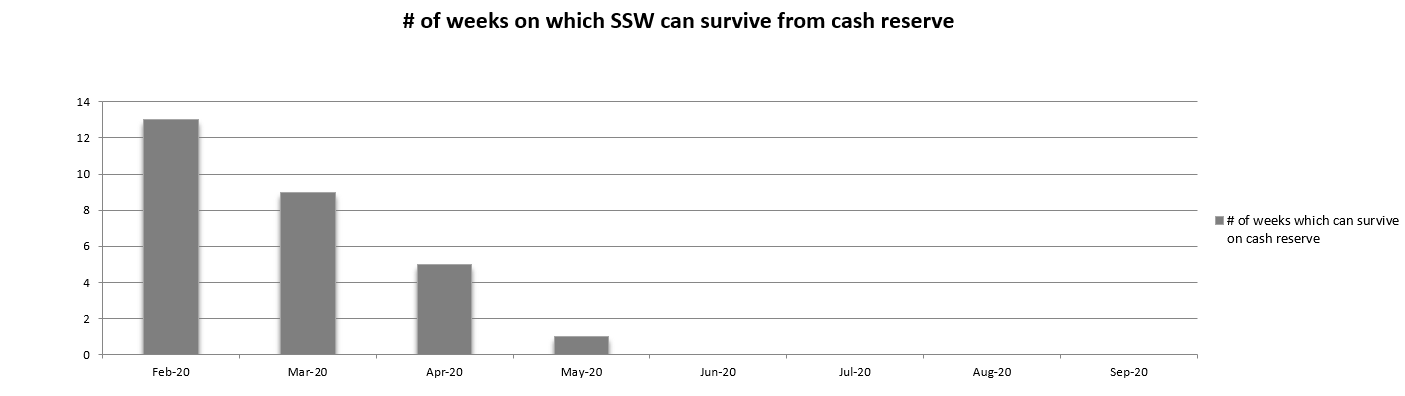 # of weeks on which SSW can survive from cash reserve
14
12
10
8
6
4
2
0
Feb-20 Mar-20 Apr-20 May-20 Jun-20 Jul-20 Aug-20 Sep-20
# of weeks which can survive
on cash reserve